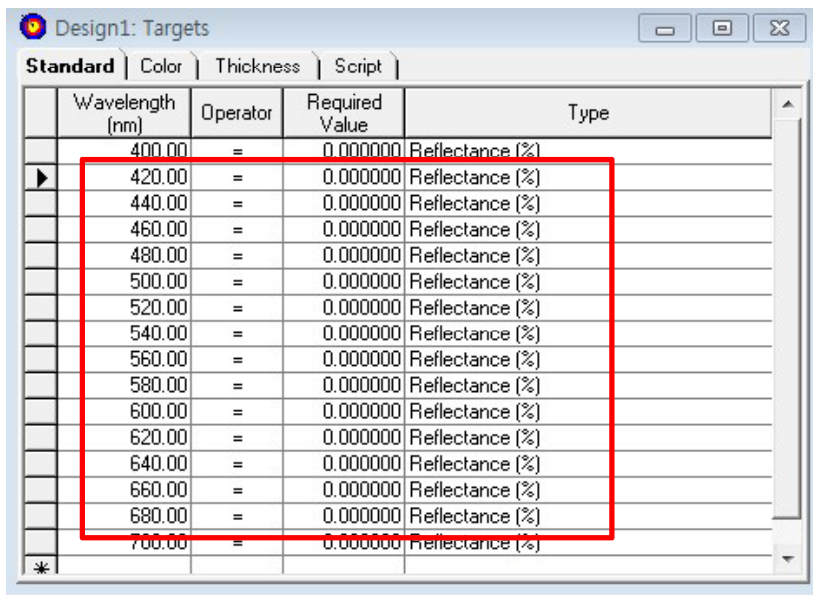 Design1: Targets
Standard Color Thickness Script
Wavelength (nm) Operator Required Value Type
400.00 = 0.000000 Reflectance (%)
420.00 = 0.000000 Reflectance (%)
440.00 = 0.000000 Reflectance (%)
460.00 = 0.000000 Reflectance (%)
480.00 = 0.000000 Reflectance (%)
500.00 = 0.000000 Reflectance (%)
520.00 = 0.000000 Reflectance (%)
540.00 = 0.000000 Reflectance (%)
560.00 = 0.000000 Reflectance (%)
580.00 = 0.000000 Reflectance (%)
600.00 = 0.000000 Reflectance (%)
620.00 = 0.000000 Reflectance (%)
640.00 = 0.000000 Reflectance (%)
660.00 = 0.000000 Reflectance (%)
680.00 = 0.000000 Reflectance (%)
700.00 = 0.000000 Reflectance (%)